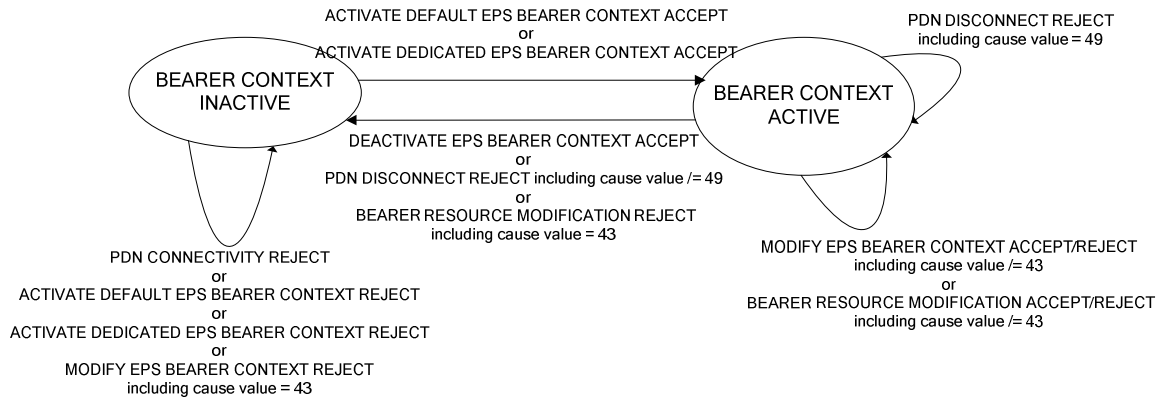 ACTIVATE DEFAULT EPS BEARER CONTEXT ACCEPT
or
ACTIVATE DEDICATED EPS BEARER CONTEXT ACCEPT
PDN DISCONNECT REJECT
including cause value = 49
BEARER CONTEXT
INACTIVE
BEARER CONTEXT
ACTIVE
DEACTIVATE EPS BEARER CONTEXT ACCEPT
or
PDN DISCONNECT REJECT including cause value /= 49
or
BEARER RESOURCE MODIFICATION REJECT
including cause value = 43
PDN CONNECTIVITY REJECT
or
ACTIVATE DEFAULT EPS BEARER CONTEXT REJECT
or
ACTIVATE DEDICATED EPS BEARER CONTEXT REJECT
or
MODIFY EPS BEARER CONTEXT REJECT
including cause value = 43
MODIFY EPS BEARER CONTEXT ACCEPT/REJECT
including cause value /= 43
or
BEARER RESOURCE MODIFICATION ACCEPT/REJECT
including cause value /= 43